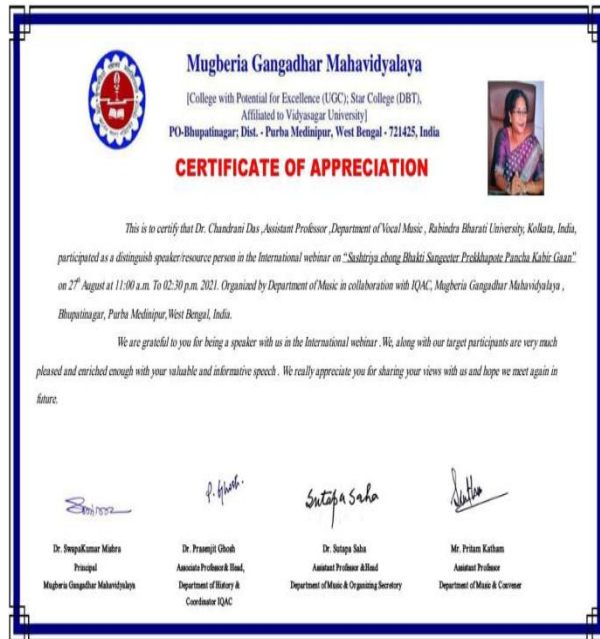 Mugberia Gangadhar Mahavidyalaya
[College with Potential for Excellence (UGC); Star College (DBT),
Affiliated to Vidyasagar University]
PO-Bhupatinagar; Dist. - Purba Medinipur, West Bengal - 721425, India
CERTIFICATE OF APPRECIATION
This is to certify that Dr. Chandrani Das ,Assistant Professor ,Department of Vocal Music , Rabindra Bharati University, Kolkata, India,
participated as a distinguish speaker/resource person in the International webinar on "Sashtriya ebong Bhakti Sangeeter Prekkhapote Pancha Kabir Gaan"
on 27th August at 11:00 a.m. To 02:30 p.m. 2021. Organized by Department of Music in collaboration with IQAC, Mugberia Gangadhar Mahavidyalaya ,
Bhupatinagar, Purba Medinipur, West Bengal, India.
We are grateful to you for being a speaker with us in the International webinar .We, along with our target participants are very much
pleased and enriched enough with your valuable and informative speech . We really appreciate you for sharing your views with us and hope we meet again in
future.
P. Ghosh.
Sutapa Saha
Dr. SwapaKumar Mishra
Principal
Mugberia Gangadhar Mahavidyalaya
Dr. Prasenjit Ghosh
Associate Professor & Head,
Department of History &
Coordinator IQAC
Dr. Sutapa Saha
Assistant Professor &Head
Department of Music & Organizing Secretory
Mr. Pritam Katham
Assistant Professor
Department of Music & Convener